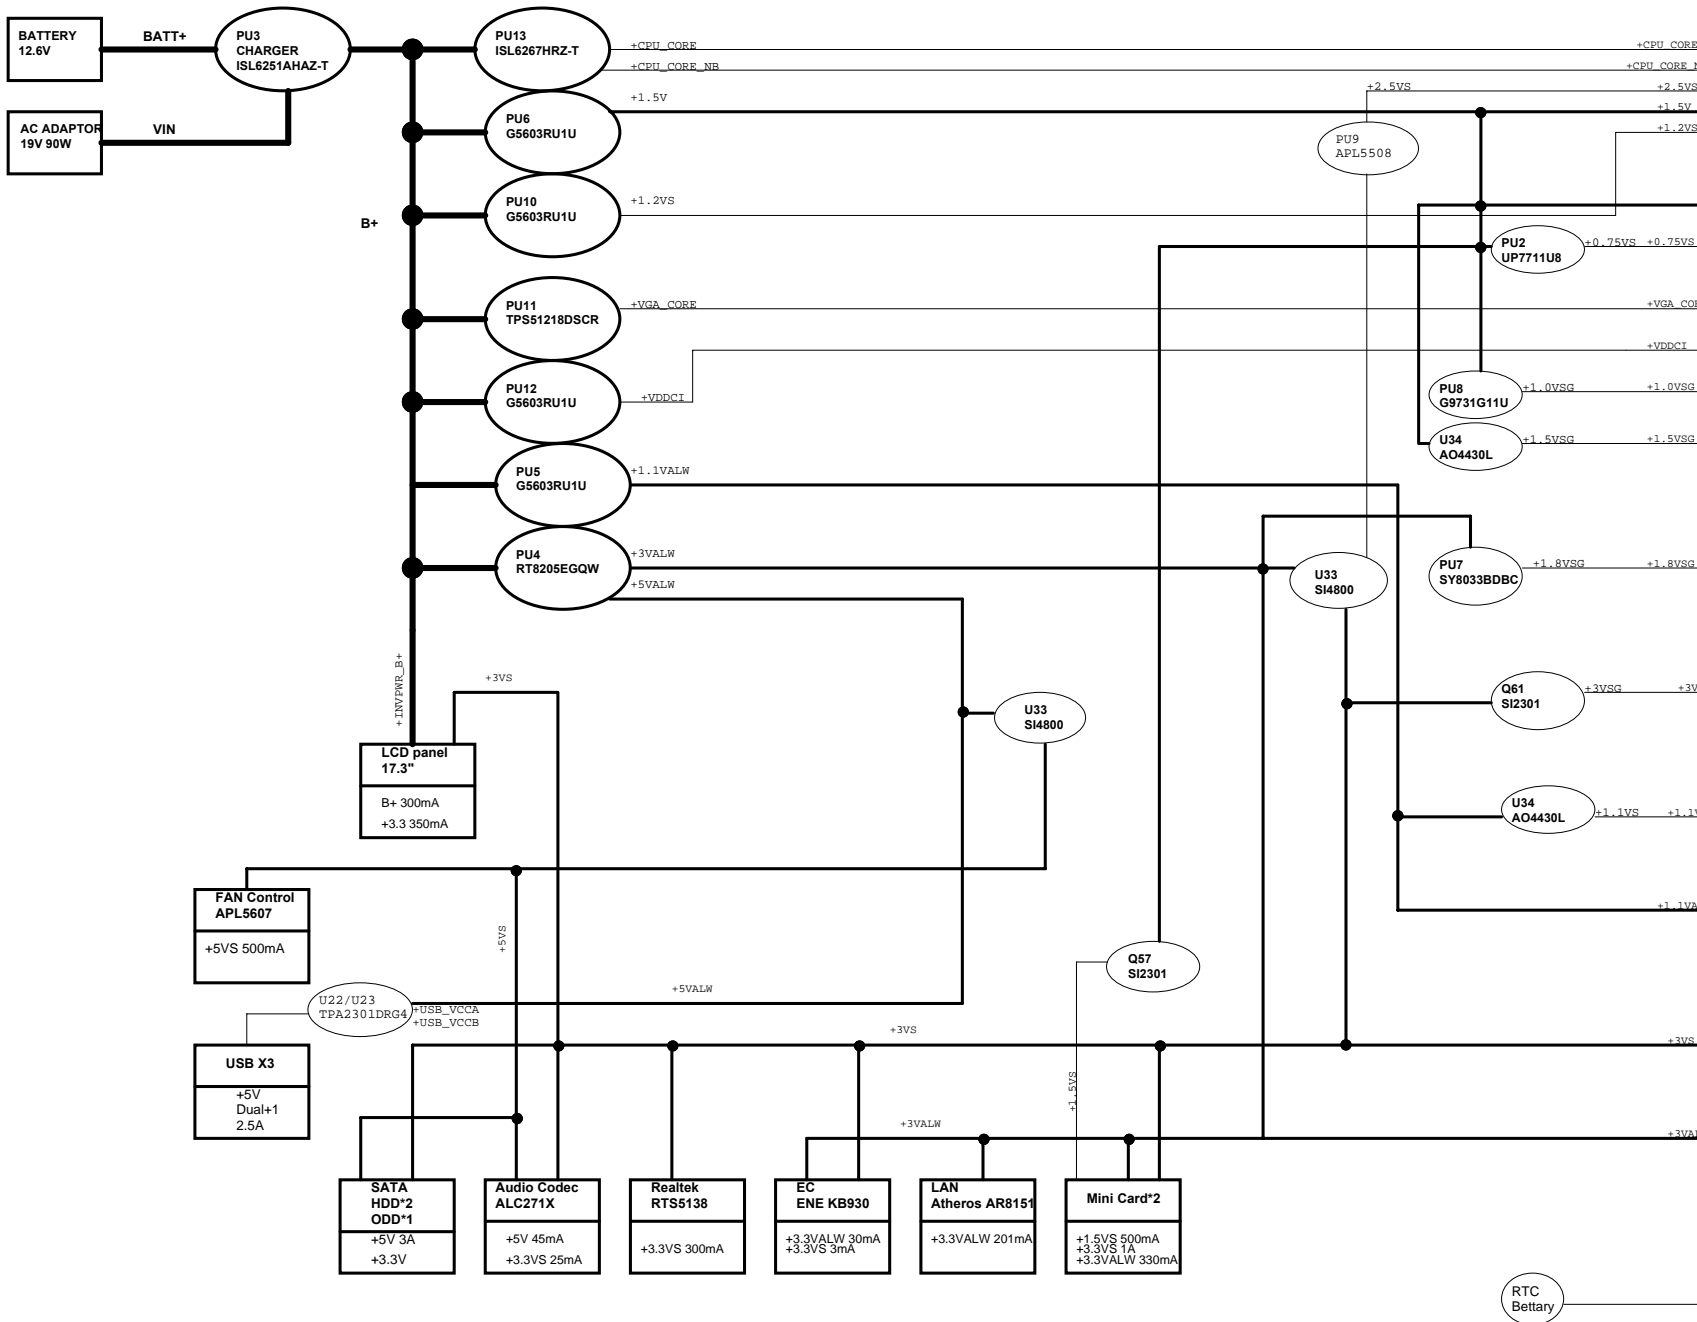 BATTERY
12.6V
BATT+
PU3
CHARGER
ISL6251AHAZ-T
AC ADAPTOR
19V 90W
VIN
B+
PU13
ISL6267HRZ-T
+CPU_CORE
+CPU_CORE_NB
+CPU_CORE
+CPU_CORE_N
PU6
G5603RU1U
+1.5V
+2.5VS
+2.5VS
+1.5V
+1.2VS
PU9
APL5508
PU10
G5603RU1U
+1.2VS
PU2
UP7711U8
+0.75VS
+0.75VS
PU11
TPS51218DSCR
+VGA_CORE
+VGA_COR
PU12
G5603RU1U
+VDDCI
+VDDCI
PU8
G9731G11U
+1.0VSG
+1.0VSG
U34
AO4430L
+1.5VSG
+1.5VSG
PU5
G5603RU1U
+1.1VALW
PU4
RT8205EGQW
+3VALW
+5VALW
U33
SI4800
PU7
SY8033BDBC
+1.8VSG
+1.8VSG
+INVPWR_B+
+3VS
U33
SI4800
Q61
SI2301
+3VSG
+3V
LCD panel
17.3"
B+ 300mA
+3.3 350mA
U34
AO4430L
+1.1VS
+1.1V
FAN Control
APL5607
+5VS 500mA
+5VS
+1.1VA
Q57
SI2301
U22/U23
TPA2301DRG4
+USB_VCCA
+USB_VCCB
+5VALW
+3VS
+3VS
USB X3
+5V
Dual+1
2.5A
+1.5VS
+3VALW
+3VAL
SATA
HDD*2
ODD*1
+5V 3A
+3.3V
Audio Codec
ALC271X
+5V 45mA
+3.3VS 25mA
Realtek
RTS5138
+3.3VS 300mA
EC
ENE KB930
+3.3VALW 30mA
+3.3VS 3mA
LAN
Atheros AR8151
+3.3VALW 201mA
Mini Card*2
+1.5VS 500mA
+3.3VS 1A
+3.3VALW 330mA
RTC
Bettary